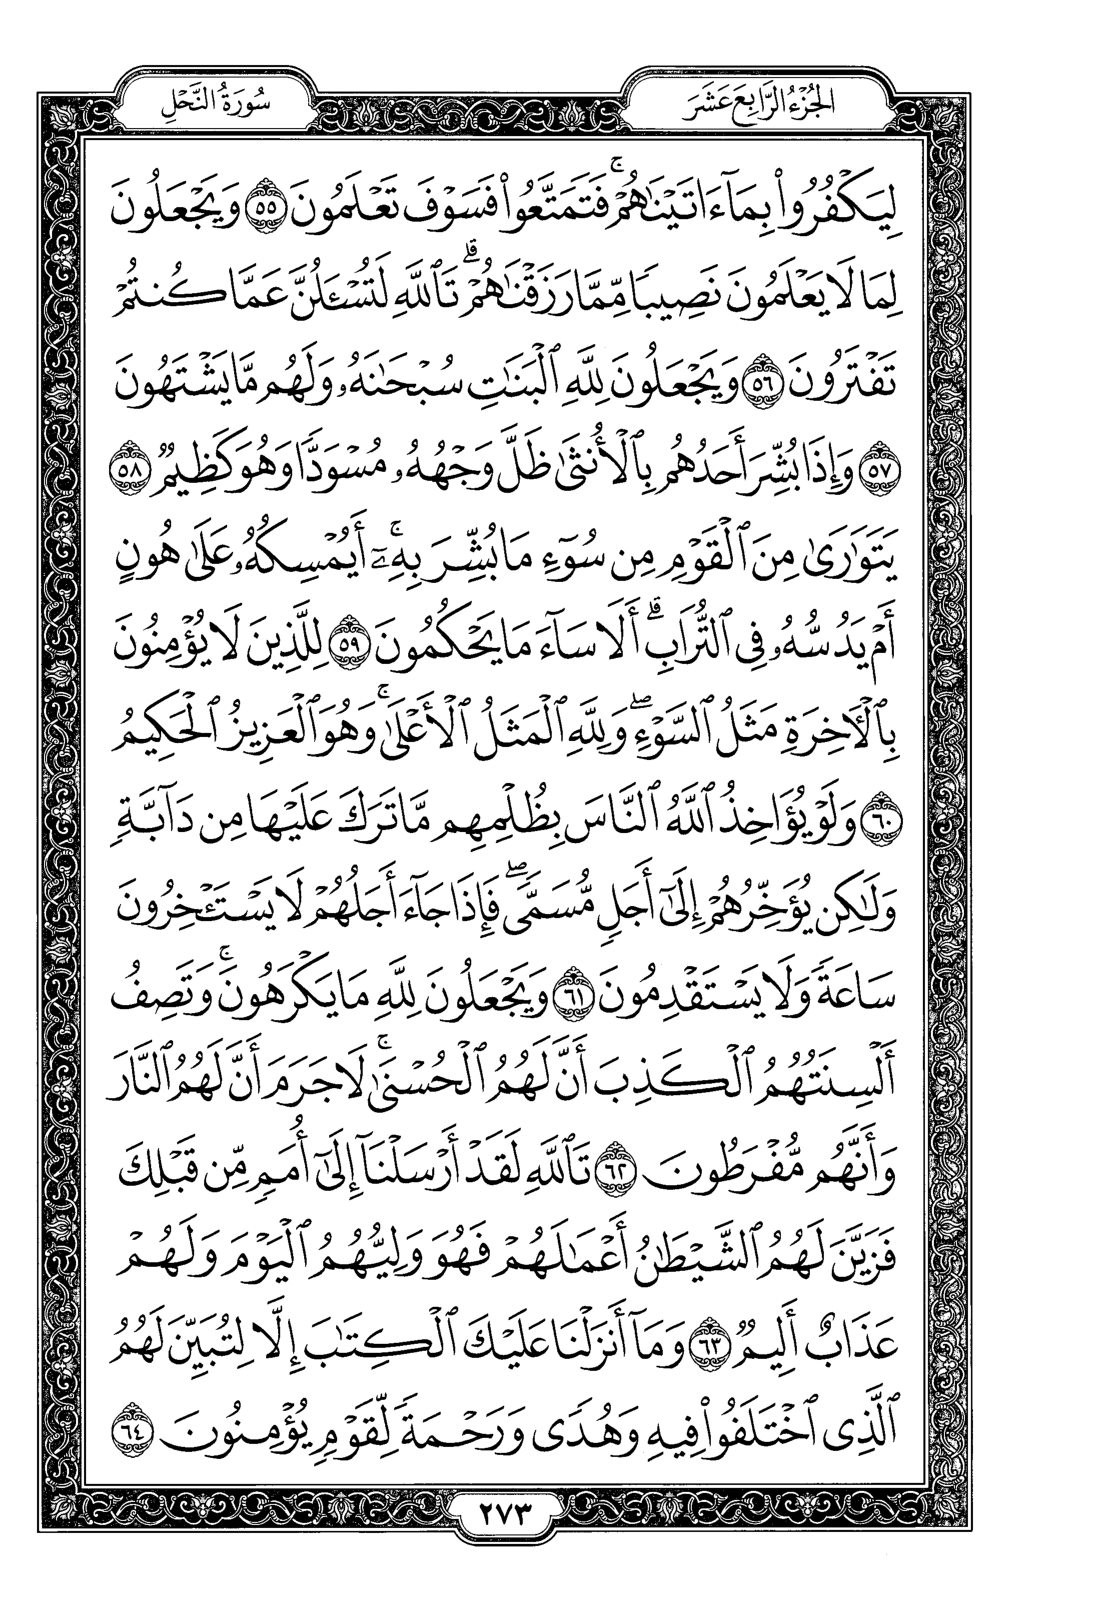 الجُزْءُ الرَّابِعَ عَشَرَ
سُورَةُ النَّحْلِ
لِيَكْفُرُوا۟ بِمَآ ءَاتَيْنَٰهُمْ ۚ فَتَمَتَّعُوا۟ فَسَوْفَ تَعْلَمُونَ ٥٥ وَيَجْعَلُونَ
لِمَا لَا يَعْلَمُونَ نَصِيبًا مِّمَّا رَزَقْنَٰهُمْ ۗ تَٱللَّهِ لَتُسْـَٔلُنَّ عَمَّا كُنتُمْ
تَفْتَرُونَ ٥٦ وَيَجْعَلُونَ لِلَّهِ ٱلْبَنَٰتِ سُبْحَٰنَهُۥ وَلَهُم مَّا يَشْتَهُونَ
٥٧ وَإِذَا بُشِّرَ أَحَدُهُم بِٱلْأُنثَىٰ ظَلَّ وَجْهُهُۥ مُسْوَدًّا وَهُوَ كَظِيمٌ ٥٨
يَتَوَٰرَىٰ مِنَ ٱلْقَوْمِ مِن سُوٓءِ مَا بُشِّرَ بِهِۦٓ ۚ أَيُمْسِكُهُۥ عَلَىٰ هُونٍ
أَمْ يَدُسُّهُۥ فِى ٱلتُّرَابِ ۗ أَلَا سَآءَ مَا يَحْكُمُونَ ٥٩ لِلَّذِينَ لَا يُؤْمِنُونَ
بِٱلْءَاخِرَةِ مَثَلُ ٱلسَّوْءِ ۖ وَلِلَّهِ ٱلْمَثَلُ ٱلْأَعْلَىٰ ۚ وَهُوَ ٱلْعَزِيزُ ٱلْحَكِيمُ
٦٠ وَلَوْ يُؤَاخِذُ ٱللَّهُ ٱلنَّاسَ بِظُلْمِهِم مَّا تَرَكَ عَلَيْهَا مِن دَآبَّةٍ
وَلَٰكِن يُؤَخِّرُهُمْ إِلَىٰٓ أَجَلٍ مُّسَمًّى ۖ فَإِذَا جَآءَ أَجَلُهُمْ لَا يَسْتَـْٔخِرُونَ
سَاعَةً وَلَا يَسْتَقْدِمُونَ ٦١ وَيَجْعَلُونَ لِلَّهِ مَا يَكْرَهُونَ ۚ وَتَصِفُ
أَلْسِنَتُهُمُ ٱلْكَذِبَ أَنَّ لَهُمُ ٱلْحُسْنَىٰ ۚ لَا جَرَمَ أَنَّ لَهُمُ ٱلنَّارَ
وَأَنَّهُم مُّفْرَطُونَ ٦٢ تَٱللَّهِ لَقَدْ أَرْسَلْنَآ إِلَىٰٓ أُمَمٍ مِّن قَبْلِكَ
فَزَيَّنَ لَهُمُ ٱلشَّيْطَٰنُ أَعْمَٰلَهُمْ فَهُوَ وَلِيُّهُمُ ٱلْيَوْمَ وَلَهُمْ
عَذَابٌ أَلِيمٌ ٦٣ وَمَآ أَنزَلْنَا عَلَيْكَ ٱلْكِتَٰبَ إِلَّا لِتُبَيِّنَ لَهُمُ
ٱلَّذِى ٱخْتَلَفُوا۟ فِيهِ وَهُدًى وَرَحْمَةً لِّقَوْمٍ يُؤْمِنُونَ ٦٤
٢٧٣